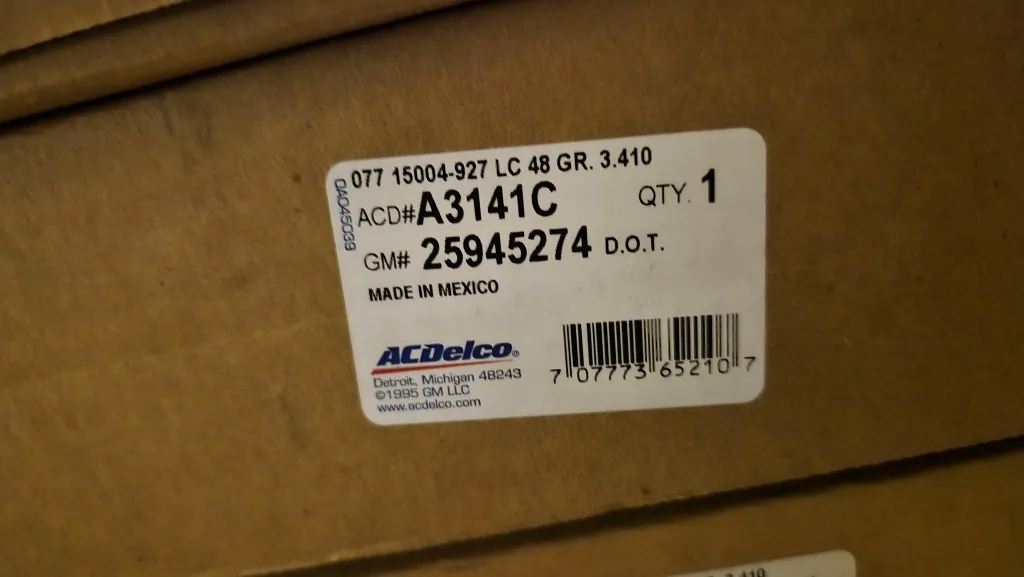 077 15004-927 LC 48 GR. 3.410
0AD45039
ACD#A3141C QTY. 1
GM# 25945274 D.O.T.
MADE IN MEXICO
ACDelco®
Detroit, Michigan 48243
©1995 GM LLC
www.acdelco.com
7 07773 65210 7